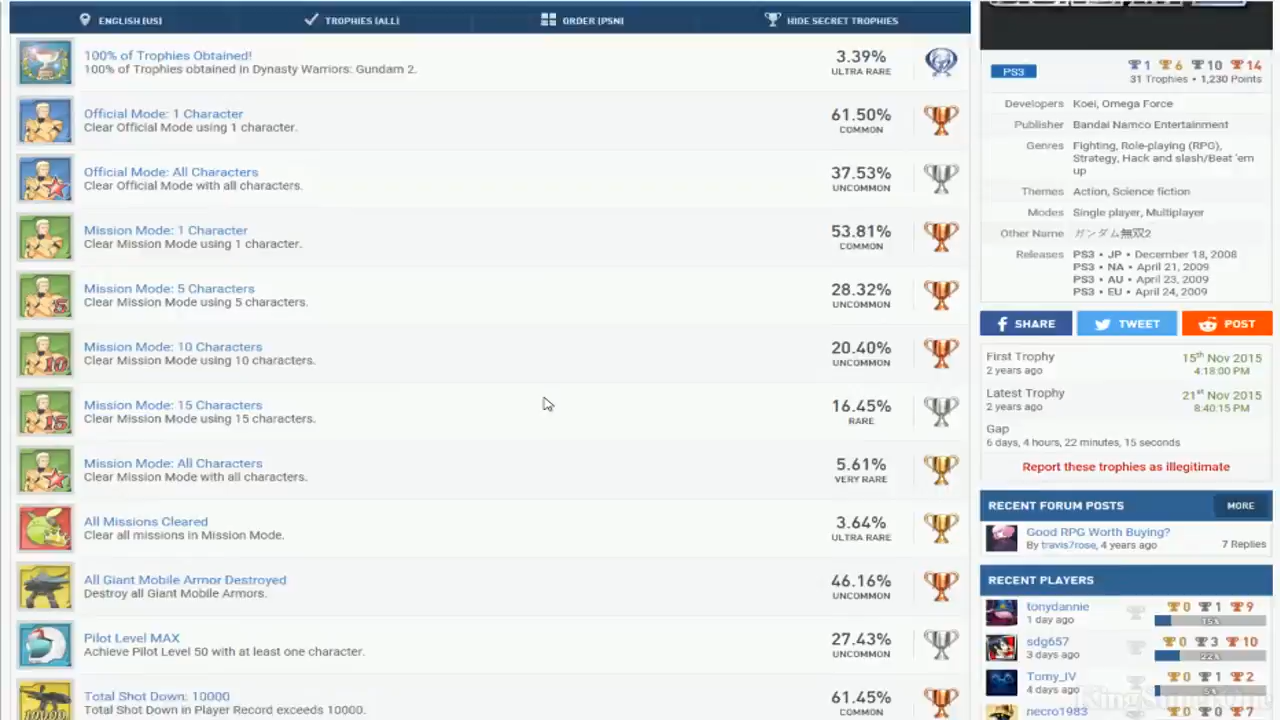 ENGLISH (US)
TROPHIES (ALL)
ORDER (PSN)
HIDE SECRET TROPHIES
100% of Trophies Obtained!
100% of Trophies obtained in Dynasty Warriors: Gundam 2.
3.39%
ULTRA RARE
Official Mode: 1 Character
Clear Official Mode using 1 character.
61.50%
COMMON
Official Mode: All Characters
Clear Official Mode with all characters.
37.53%
UNCOMMON
Mission Mode: 1 Character
Clear Mission Mode using 1 character.
53.81%
COMMON
Mission Mode: 5 Characters
Clear Mission Mode using 5 characters.
28.32%
UNCOMMON
5
Mission Mode: 10 Characters
Clear Mission Mode using 10 characters.
20.40%
UNCOMMON
10
Mission Mode: 15 Characters
Clear Mission Mode using 15 characters.
16.45%
RARE
15
Mission Mode: All Characters
Clear Mission Mode with all characters.
5.61%
VERY RARE
All Missions Cleared
Clear all missions in Mission Mode.
3.64%
ULTRA RARE
All Giant Mobile Armor Destroyed
Destroy all Giant Mobile Armors.
46.16%
UNCOMMON
Pilot Level MAX
Achieve Pilot Level 50 with at least one character.
27.43%
UNCOMMON
Total Shot Down: 10000
Total Shot Down in Player Record exceeds 10000.
61.45%
COMMON
10000
PS3
1 6 10 14
31 Trophies • 1,230 Points
Developers Koei, Omega Force
Publisher Bandai Namco Entertainment
Genres Fighting, Role-playing (RPG),
Strategy, Hack and slash/Beat 'em
up
Themes Action, Science fiction
Modes Single player, Multiplayer
Other Name ガンダム無双2
Releases PS3 • JP • December 18, 2008
PS3 • NA • April 21, 2009
PS3 • AU • April 23, 2009
PS3 • EU • April 24, 2009
SHARE
TWEET
POST
First Trophy 15th Nov 2015
2 years ago 4:18:00 PM
Latest Trophy 21st Nov 2015
2 years ago 8:40:15 PM
Gap
6 days, 4 hours, 22 minutes, 15 seconds
Report these trophies as illegitimate
RECENT FORUM POSTS MORE
Good RPG Worth Buying?
By travis7rose, 4 years ago 7 Replies
RECENT PLAYERS
tonydannie 0 1 9
1 day ago 15%
sdg657 0 3 10
3 days ago 22%
Tomy_IV 0 1 2
4 days ago 5%
necro1983 0 0 7